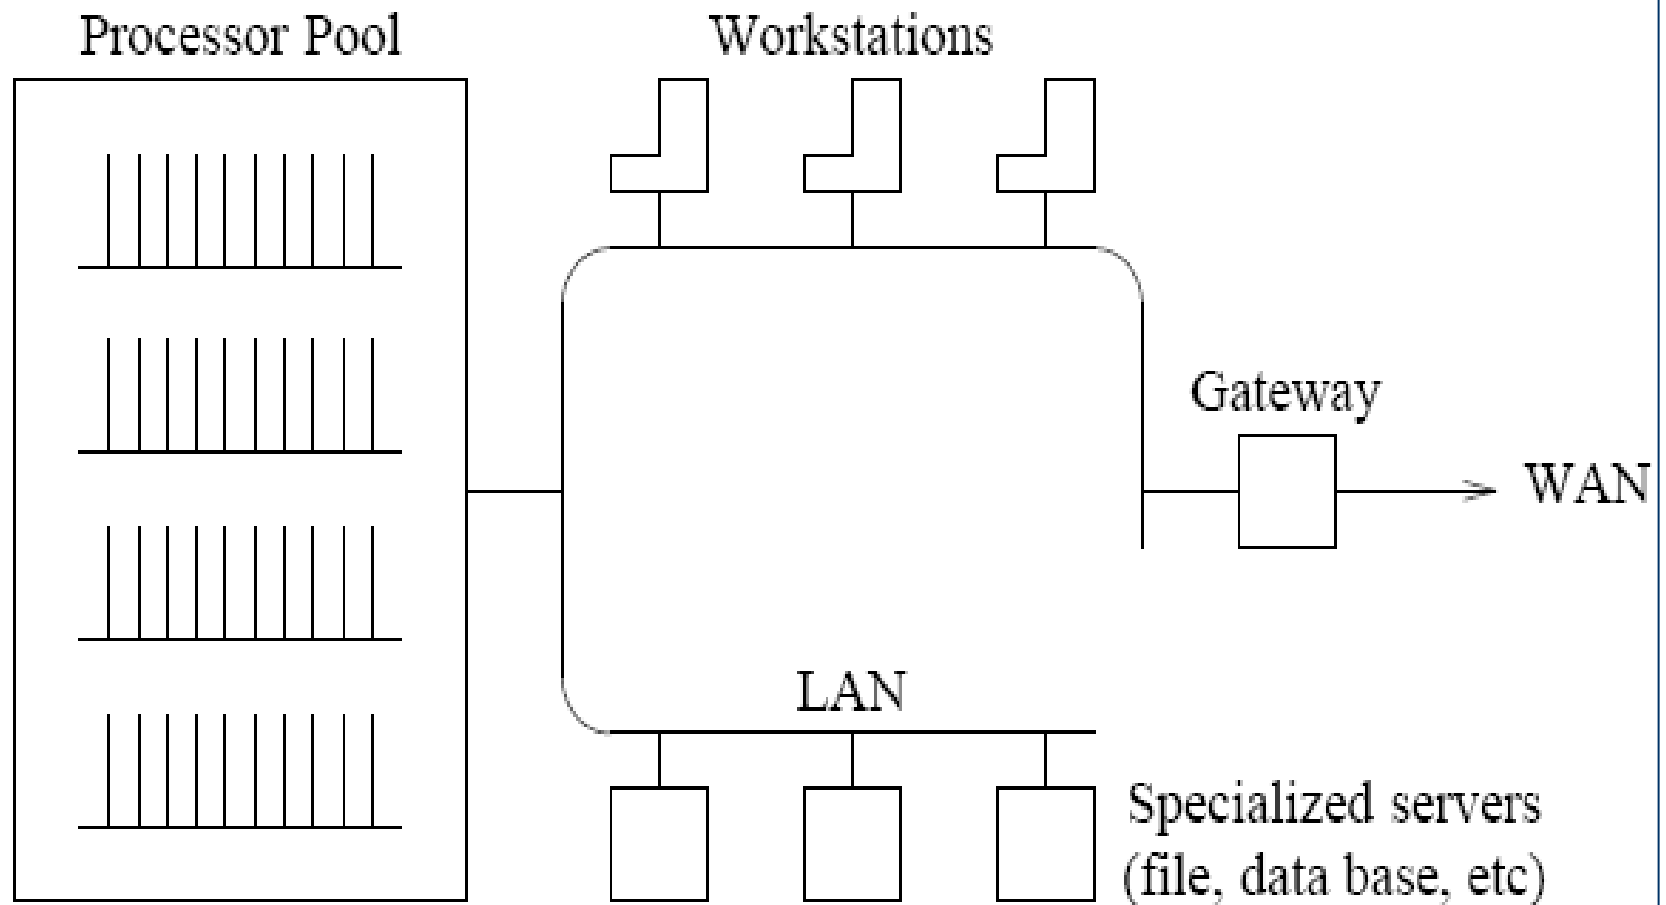 Processor Pool
Workstations
Gateway
WAN
LAN
Specialized servers
(file, data base, etc)